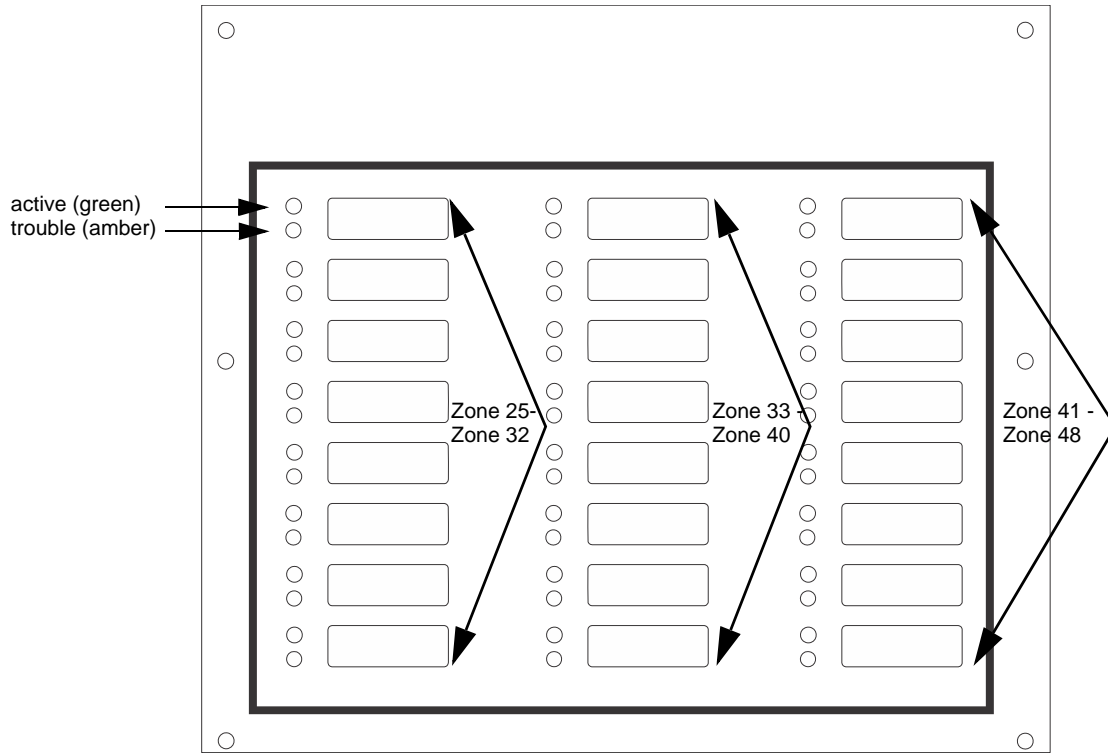 active (green)
trouble (amber)
Zone 25-
Zone 32
Zone 33 -
Zone 40
Zone 41 -
Zone 48